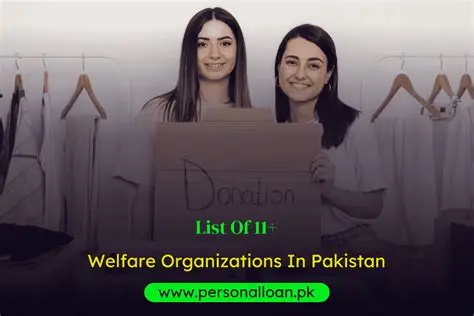 Donation
List Of 11+
Welfare Organizations In Pakistan
www.personalloan.pk